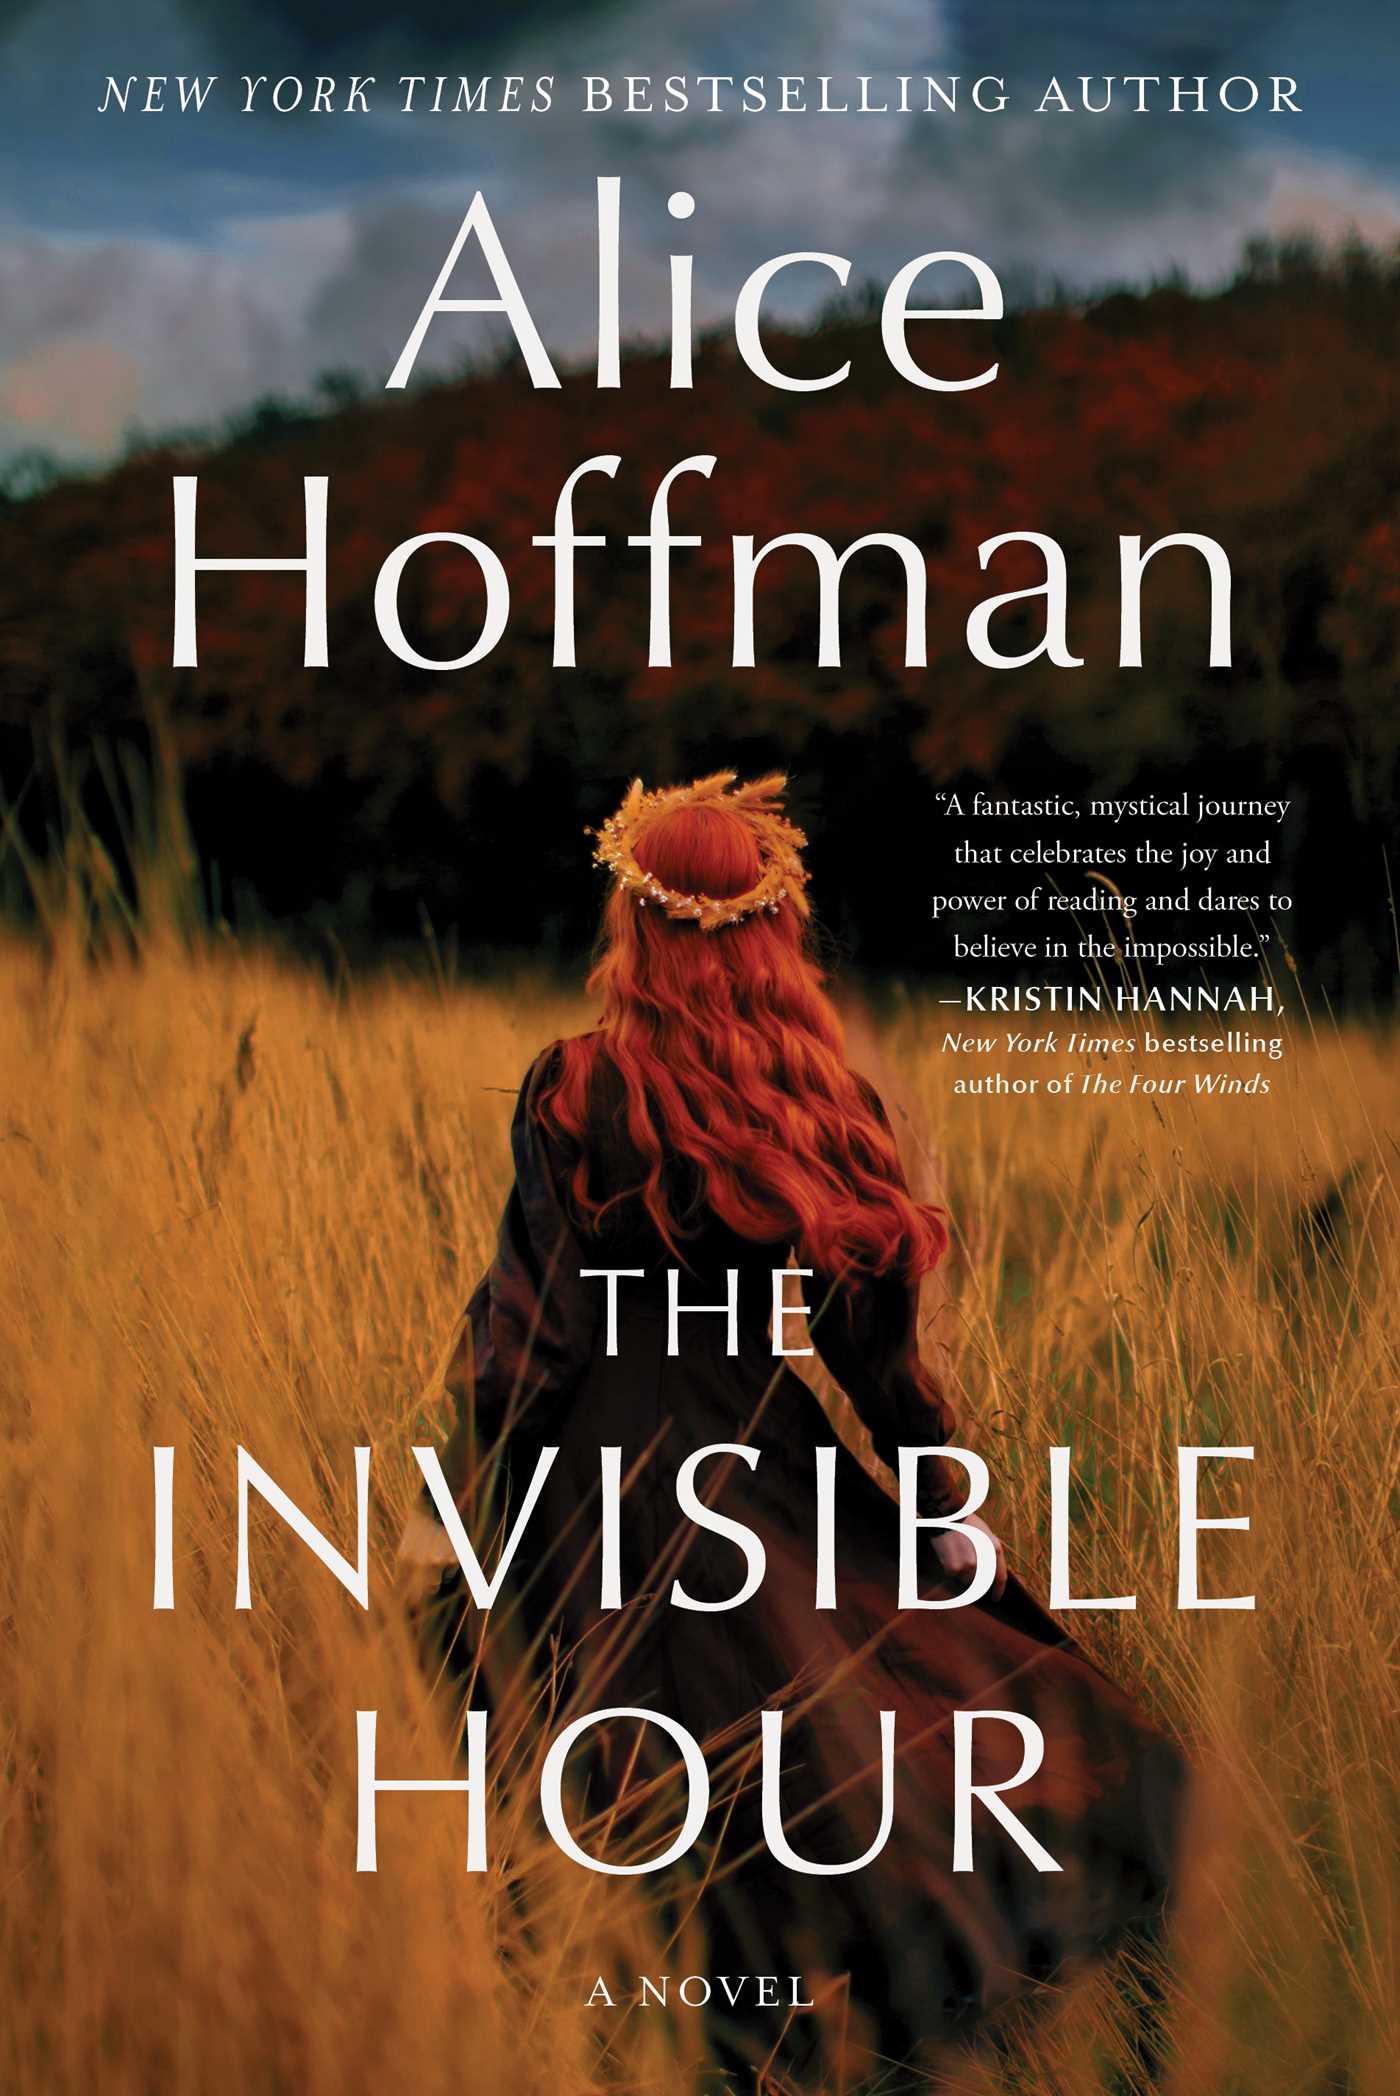 NEW YORK TIMES BESTSELLING AUTHOR
Alice
Hoffman
“A fantastic, mystical journey
that celebrates the joy and
power of reading and dares to
believe in the impossible.”
—KRISTIN HANNAH,
New York Times bestselling
author of The Four Winds
THE
INVISIBLE
HOUR
A NOVEL